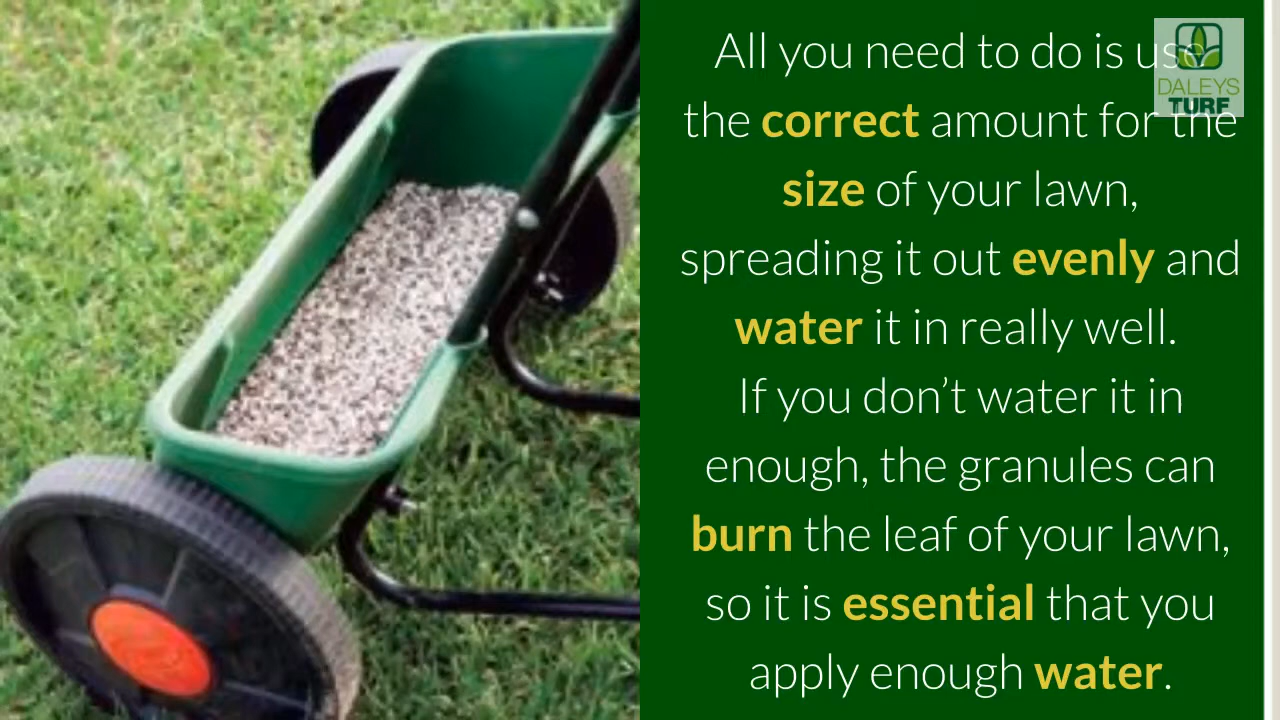 All you need to do is use
the correct amount for the
size of your lawn,
spreading it out evenly and
water it in really well.
If you don’t water it in
enough, the granules can
burn the leaf of your lawn,
so it is essential that you
apply enough water.
DALEYS
TURF